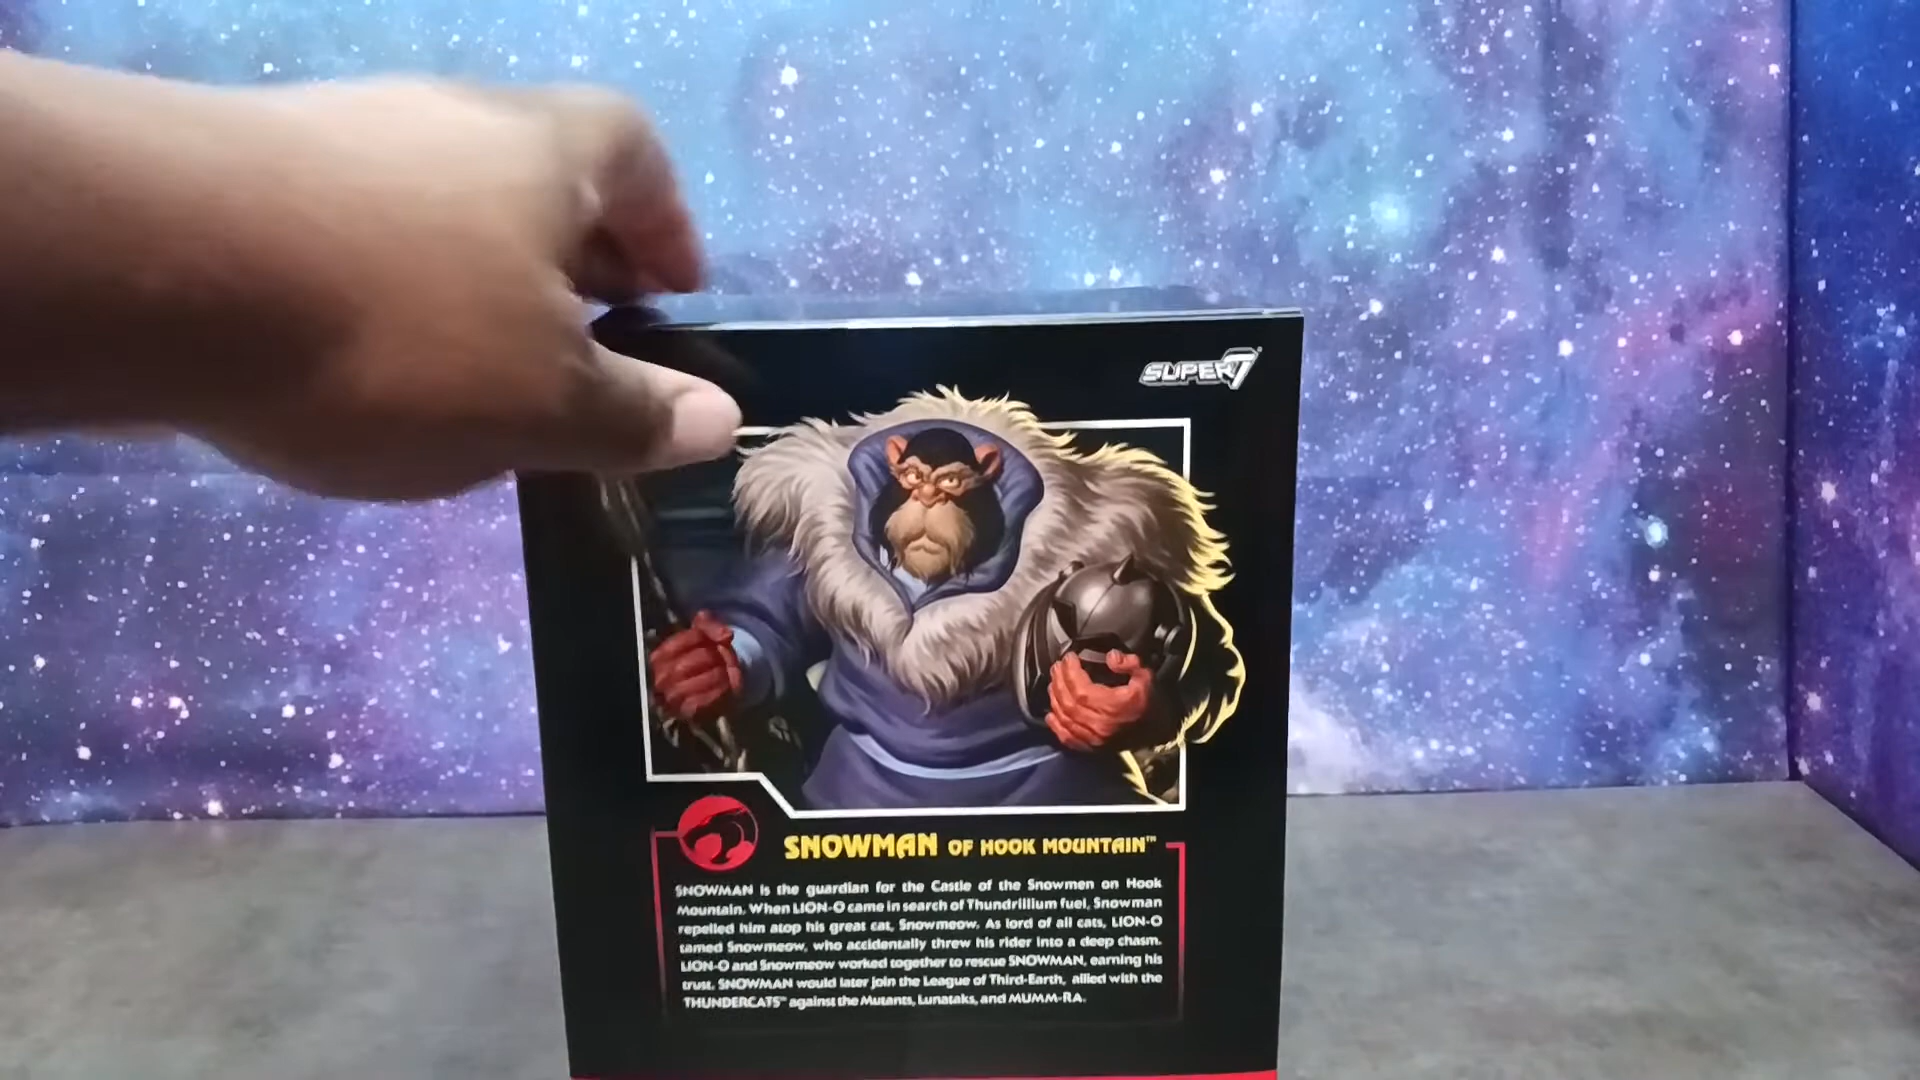 SUPER7
SNOWMAN OF HOOK MOUNTAIN™
SNOWMAN is the guardian for the Castle of the Snowmen on Hook
Mountain. When LION-O came in search of Thundrillium fuel, Snowman
repelled him atop his great cat, Snowmeow. As lord of all cats, LION-O
tamed Snowmeow, who accidentally threw his rider into a deep chasm.
LION-O and Snowmeow worked together to rescue SNOWMAN, earning his
trust. SNOWMAN would later join the League of Third-Earth, allied with the
THUNDERCATS™ against the Mutants, Lunataks, and MUMM-RA.